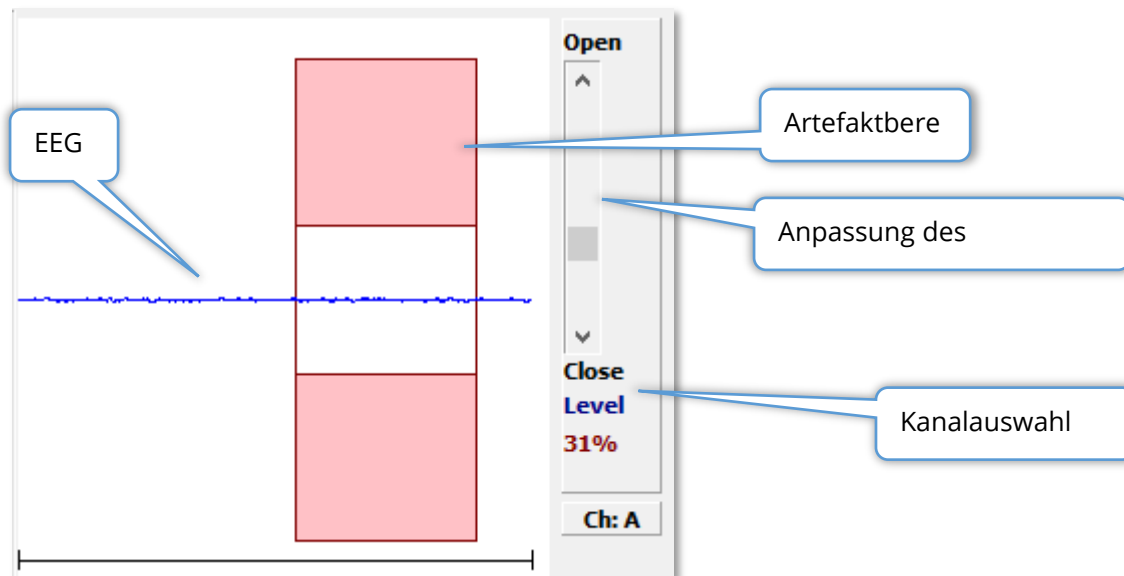 Open
Artefaktbere
EEG
Anpassung des
Close
Level
Kanalauswahl
31%
Ch: A